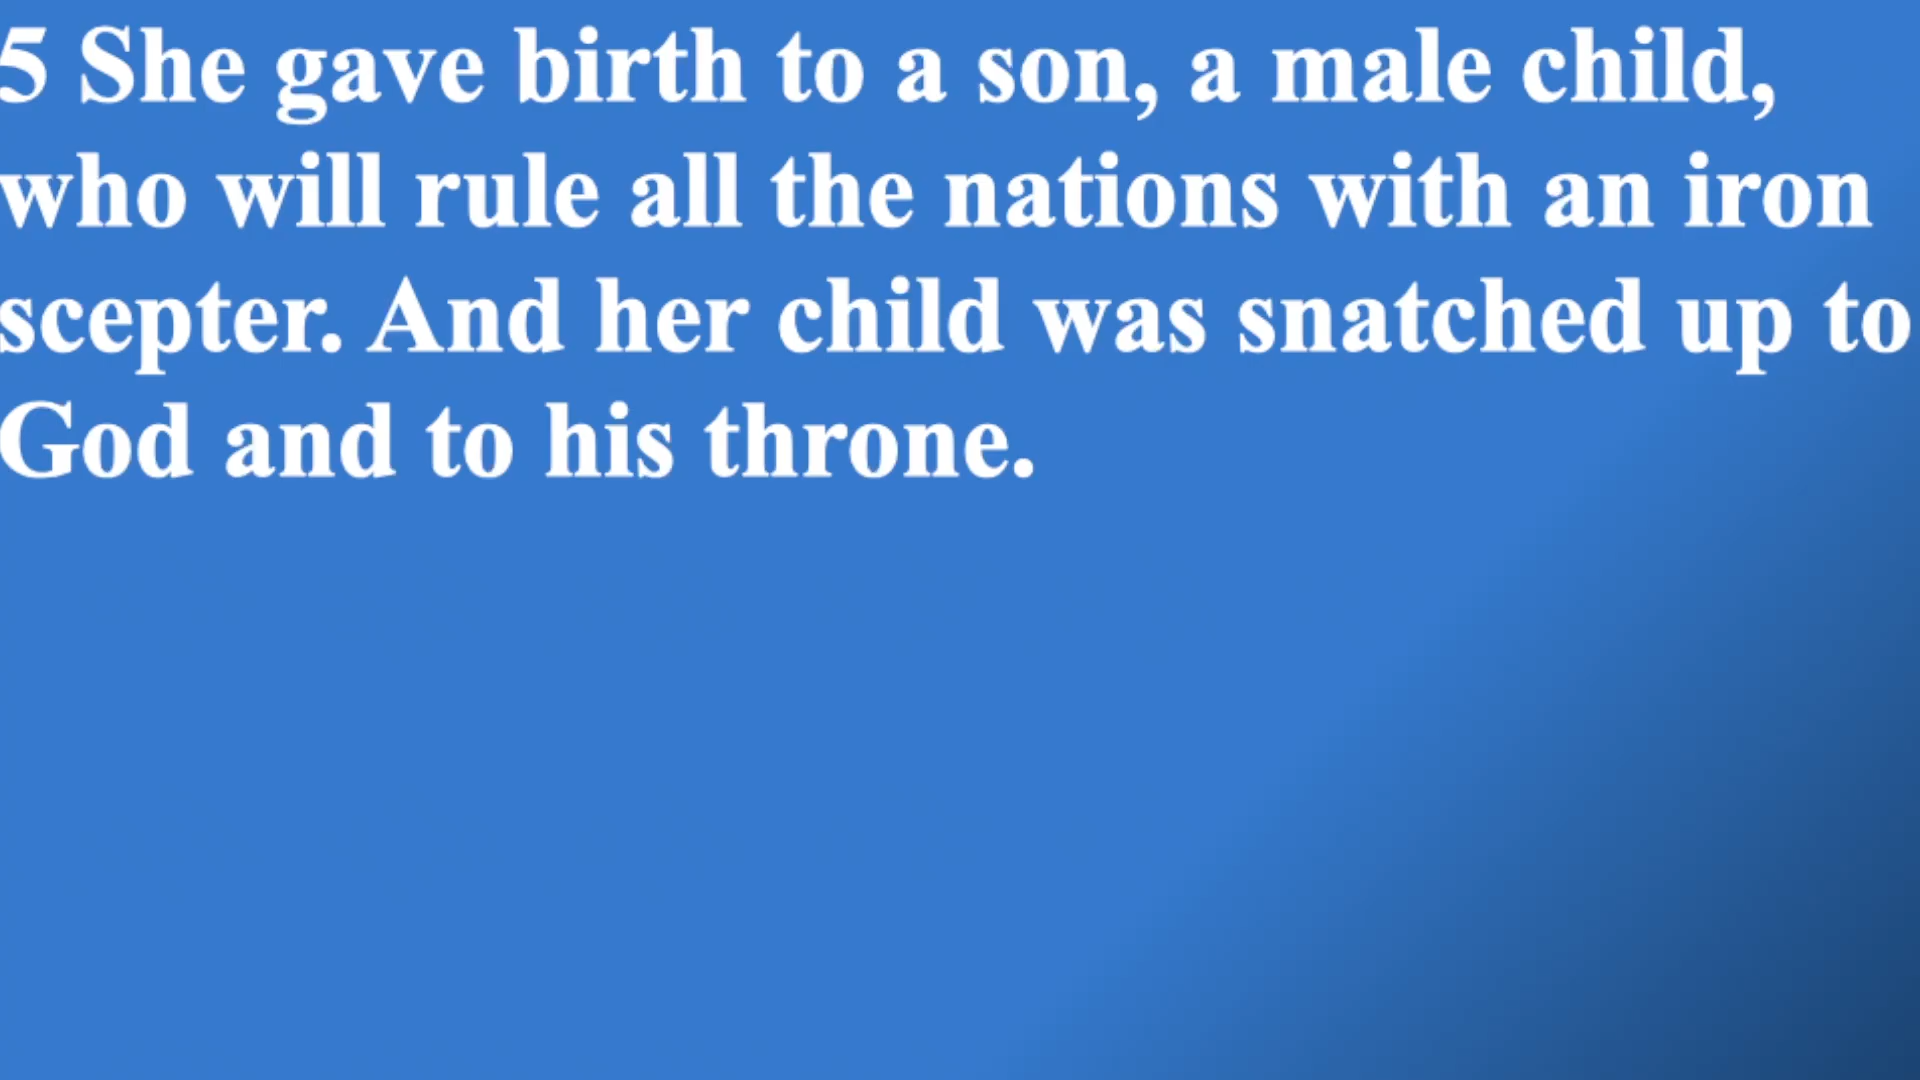 5 She gave birth to a son, a male child,
who will rule all the nations with an iron
scepter. And her child was snatched up to
God and to his throne.